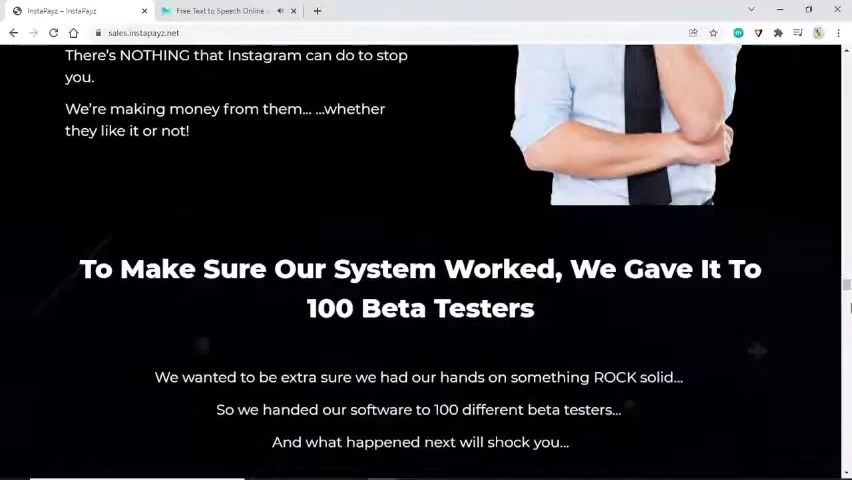 InstaPayz – InstaPayz
Free Text to Speech Online
sales.instapayz.net
There's NOTHING that Instagram can do to stop
you.
We're making money from them... ...whether
they like it or not!
To Make Sure Our System Worked, We Gave It To
100 Beta Testers
We wanted to be extra sure we had our hands on something ROCK solid...
So we handed our software to 100 different beta testers...
And what happened next will shock you...